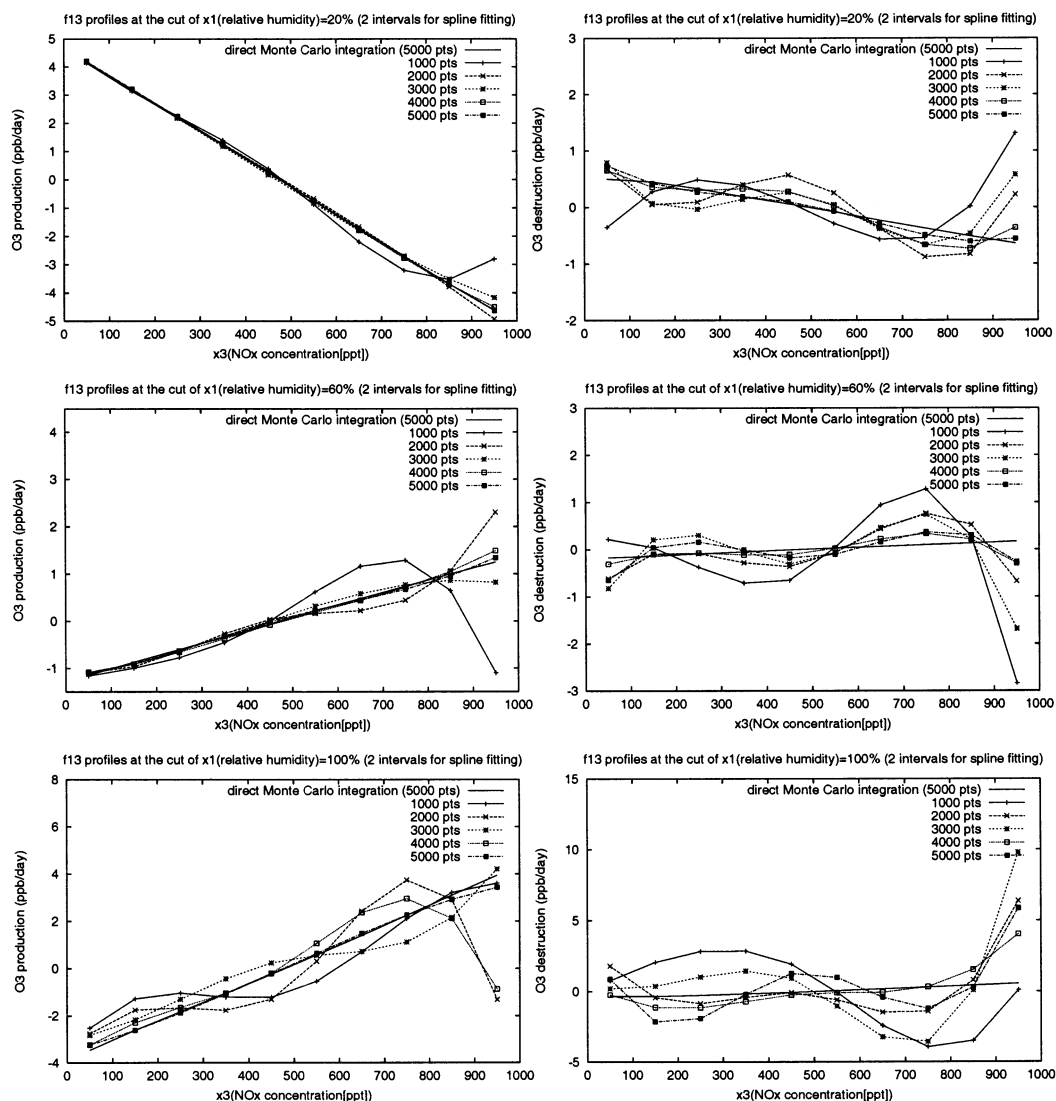 f13 profiles at the cut of x1(relative humidity)=20% (2 intervals for spline fitting)
5
4
3
2
1
0
-1
-2
-3
-4
-5
O3 production (ppb/day)
direct Monte Carlo integration (5000 pts)
1000 pts
2000 pts
3000 pts
4000 pts
5000 pts
0 100 200 300 400 500 600 700 800 900 1000
x3(NOx concentration[ppt])
f13 profiles at the cut of x1(relative humidity)=20% (2 intervals for spline fitting)
3
2
1
0
-1
-2
O3 destruction (ppb/day)
direct Monte Carlo integration (5000 pts)
1000 pts
2000 pts
3000 pts
4000 pts
5000 pts
0 100 200 300 400 500 600 700 800 900 1000
x3(NOx concentration[ppt])
f13 profiles at the cut of x1(relative humidity)=60% (2 intervals for spline fitting)
4
3
2
1
0
-1
O3 production (ppb/day)
direct Monte Carlo integration (5000 pts)
1000 pts
2000 pts
3000 pts
4000 pts
5000 pts
0 100 200 300 400 500 600 700 800 900 1000
x3(NOx concentration[ppt])
f13 profiles at the cut of x1(relative humidity)=60% (2 intervals for spline fitting)
3
2
1
0
-1
-2
-3
O3 destruction (ppb/day)
direct Monte Carlo integration (5000 pts)
1000 pts
2000 pts
3000 pts
4000 pts
5000 pts
0 100 200 300 400 500 600 700 800 900 1000
x3(NOx concentration[ppt])
f13 profiles at the cut of x1(relative humidity)=100% (2 intervals for spline fitting)
8
6
4
2
0
-2
-4
O3 production (ppb/day)
direct Monte Carlo integration (5000 pts)
1000 pts
2000 pts
3000 pts
4000 pts
5000 pts
0 100 200 300 400 500 600 700 800 900 1000
x3(NOx concentration[ppt])
f13 profiles at the cut of x1(relative humidity)=100% (2 intervals for spline fitting)
15
10
5
0
-5
O3 destruction (ppb/day)
direct Monte Carlo integration (5000 pts)
1000 pts
2000 pts
3000 pts
4000 pts
5000 pts
0 100 200 300 400 500 600 700 800 900 1000
x3(NOx concentration[ppt])